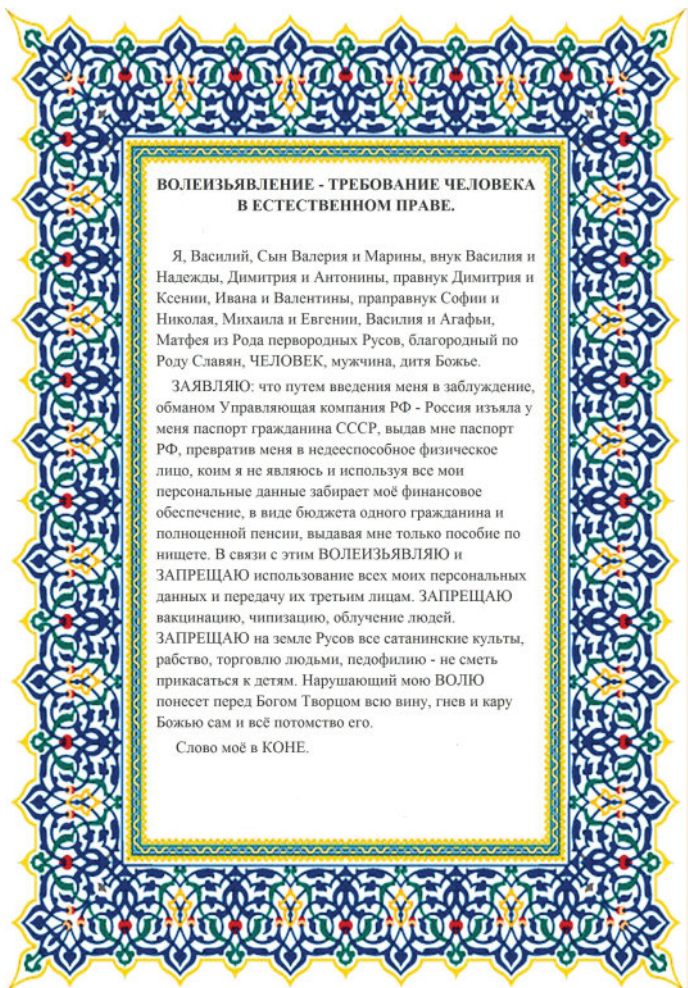 ВОЛЕИЗЬЯВЛЕНИЕ - ТРЕБОВАНИЕ ЧЕЛОВЕКА
В ЕСТЕСТВЕННОМ ПРАВЕ.
Я, Василий, Сын Валерия и Марины, внук Василия и
Надежды, Димитрия и Антонины, правнук Димитрия и
Ксении, Ивана и Валентины, праправнук Софии и
Николая, Михаила и Евгении, Василия и Агафьи,
Матфея из Рода первородных Русов, благородный по
Роду Славян, ЧЕЛОВЕК, мужчина, дитя Божье.
ЗАЯВЛЯЮ: что путем введения меня в заблуждение,
обманом Управляющая компания РФ - Россия изъяла у
меня паспорт гражданина СССР, выдав мне паспорт
РФ, превратив меня в недееспособное физическое
лицо, коим я не являюсь и используя все мои
персональные данные забирает моё финансовое
обеспечение, в виде бюджета одного гражданина и
полноценной пенсии, выдавая мне только пособие по
нищете. В связи с этим ВОЛЕИЗЬЯВЛЯЮ и
ЗАПРЕЩАЮ использование всех моих персональных
данных и передачу их третьим лицам. ЗАПРЕЩАЮ
вакцинацию, чипизацию, облучение людей.
ЗАПРЕЩАЮ на земле Русов все сатанинские культы,
рабство, торговлю людьми, педофилию - не сметь
прикасаться к детям. Нарушающий мою ВОЛЮ
понесет перед Богом Творцом всю вину, гнев и кару
Божью сам и всё потомство его.
Слово моё в КОНЕ.